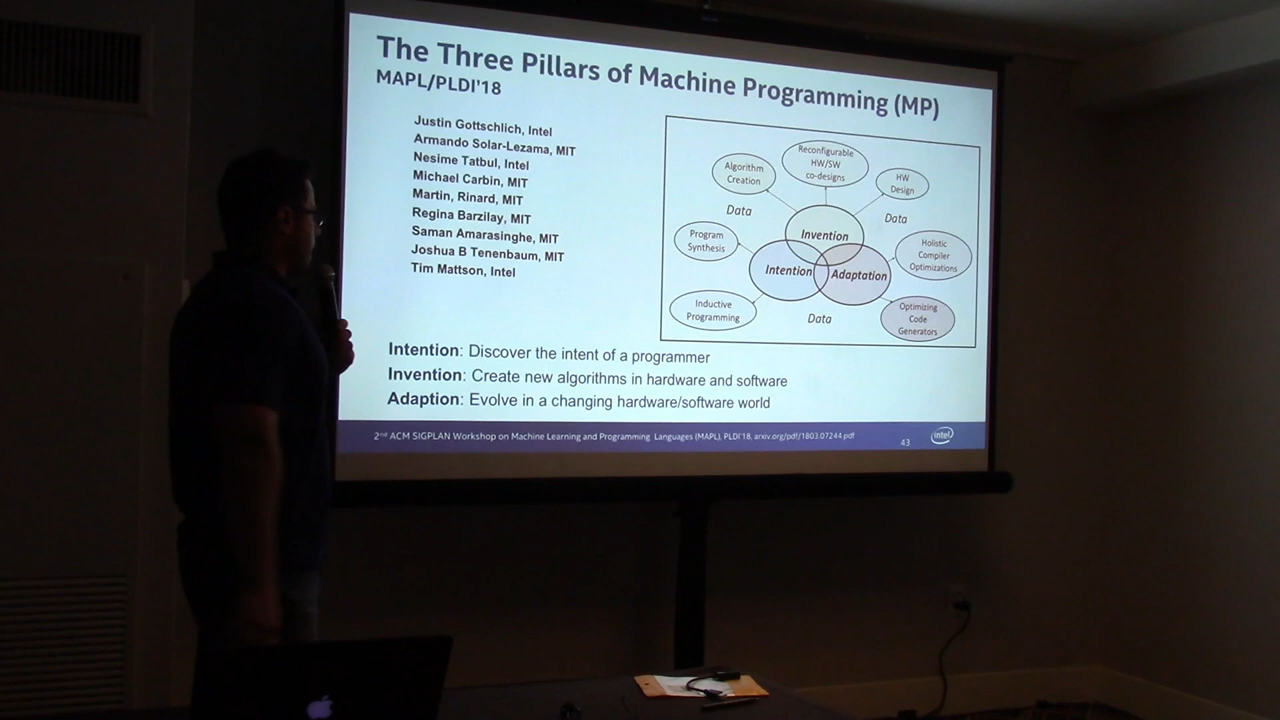 The Three Pillars of Machine Programming (MP)
MAPL/PLDI'18
Justin Gottschlich, Intel
Armando Solar-Lezama, MIT
Nesime Tatbul, Intel
Michael Carbin, MIT
Martin, Rinard, MIT
Regina Barzilay, MIT
Saman Amarasinghe, MIT
Joshua B Tenenbaum, MIT
Tim Mattson, Intel
Reconfigurable
HW/SW
co-designs
Algorithm
Creation
HW
Design
Data
Data
Invention
Program
Synthesis
Holistic
Compiler
Optimizations
Intention
Adaptation
Inductive
Programming
Data
Optimizing
Code
Generators
Intention: Discover the intent of a programmer
Invention: Create new algorithms in hardware and software
Adaption: Evolve in a changing hardware/software world
2nd ACM SIGPLAN Workshop on Machine Learning and Programming Languages (MAPL), PLDI'18, arxiv.org/pdf/1803.07244.pdf
43
intel